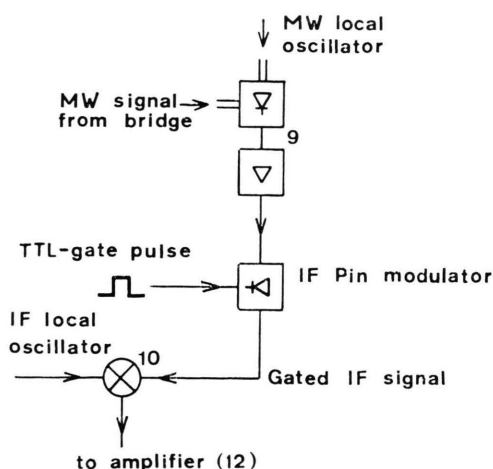 MW local
oscillator
MW signal
from bridge
9
TTL-gate pulse
IF Pin modulator
IF local
oscillator
10
Gated IF signal
to amplifier (12)